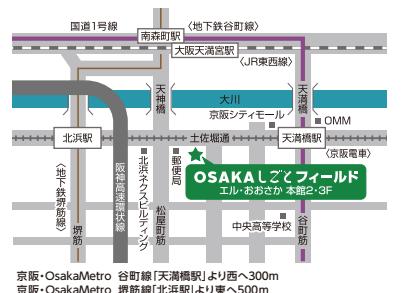 国道1号線
〈地下鉄谷町線〉
南森町駅
大阪天満宮駅
〈JR東西線〉
天神橋
大川
天満橋
京阪シティモール
OMM
北浜駅
土佐堀通
天満橋駅
〈京阪電車〉
〈地下鉄堺筋線〉
堺筋
阪神高速環状線
北浜ネクスビルディング
郵便局
松屋町筋
OSAKAしごとフィールド
エル・おおさか 本館2・3F
中央高等学校
谷町筋
京阪・OsakaMetro 谷町線「天満橋駅」より西へ300m
京阪・OsakaMetro 堺筋線「北浜駅」より東へ500m